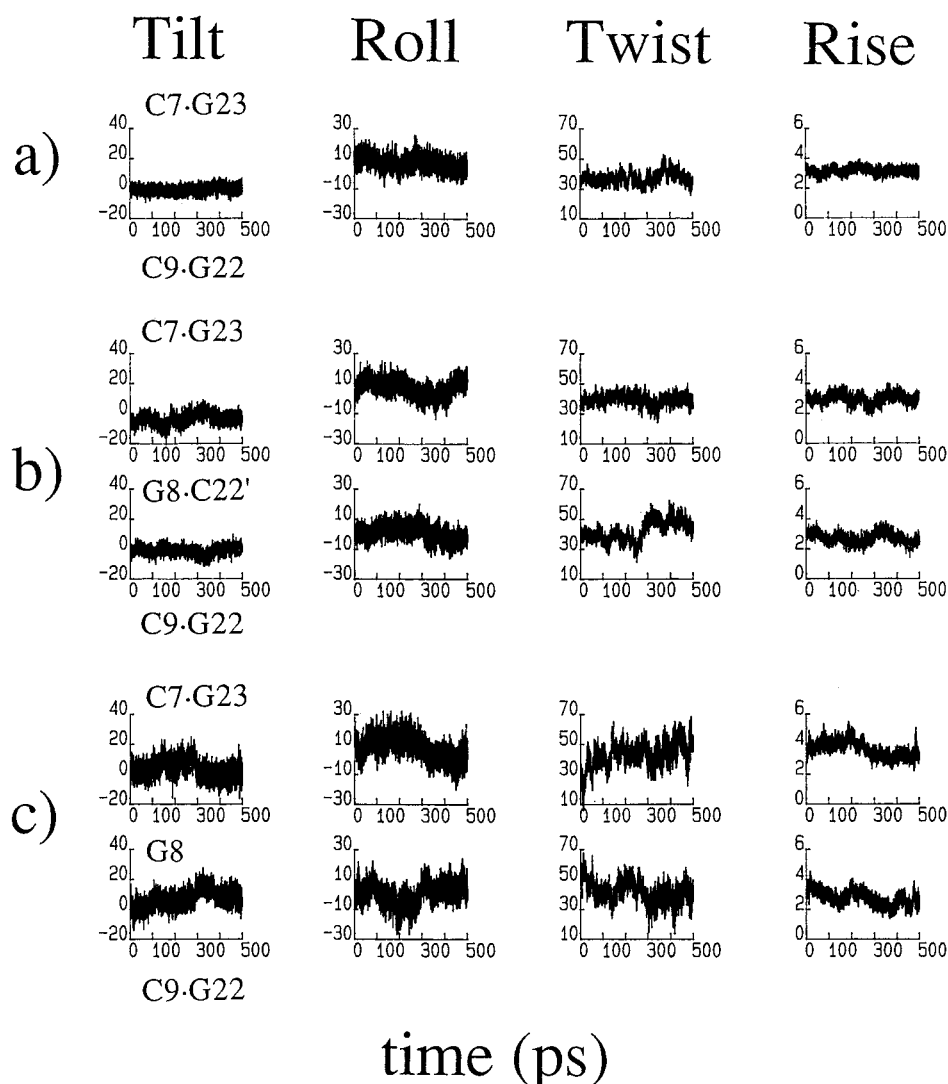 Tilt Roll Twist Rise
a)
C7·G23
40 20 0 -20
0 100 300 500
30 10 -10 -30
0 100 300 500
70 50 30 10
0 100 300 500
6 4 2 0
0 100 300 500
C9·G22
b)
C7·G23
40 20 0 -20
0 100 300 500
30 10 -10 -30
0 100 300 500
70 50 30 10
0 100 300 500
6 4 2 0
0 100 300 500
G8·C22'
40 20 0 -20
0 100 300 500
30 10 -10 -30
0 100 300 500
70 50 30 10
0 100 300 500
6 4 2 0
0 100 300 500
C9·G22
c)
C7·G23
40 20 0 -20
0 100 300 500
30 10 -10 -30
0 100 300 500
70 50 30 10
0 100 300 500
6 4 2 0
0 100 300 500
G8
40 20 0 -20
0 100 300 500
30 10 -10 -30
0 100 300 500
70 50 30 10
0 100 300 500
6 4 2 0
0 100 300 500
C9·G22
time (ps)